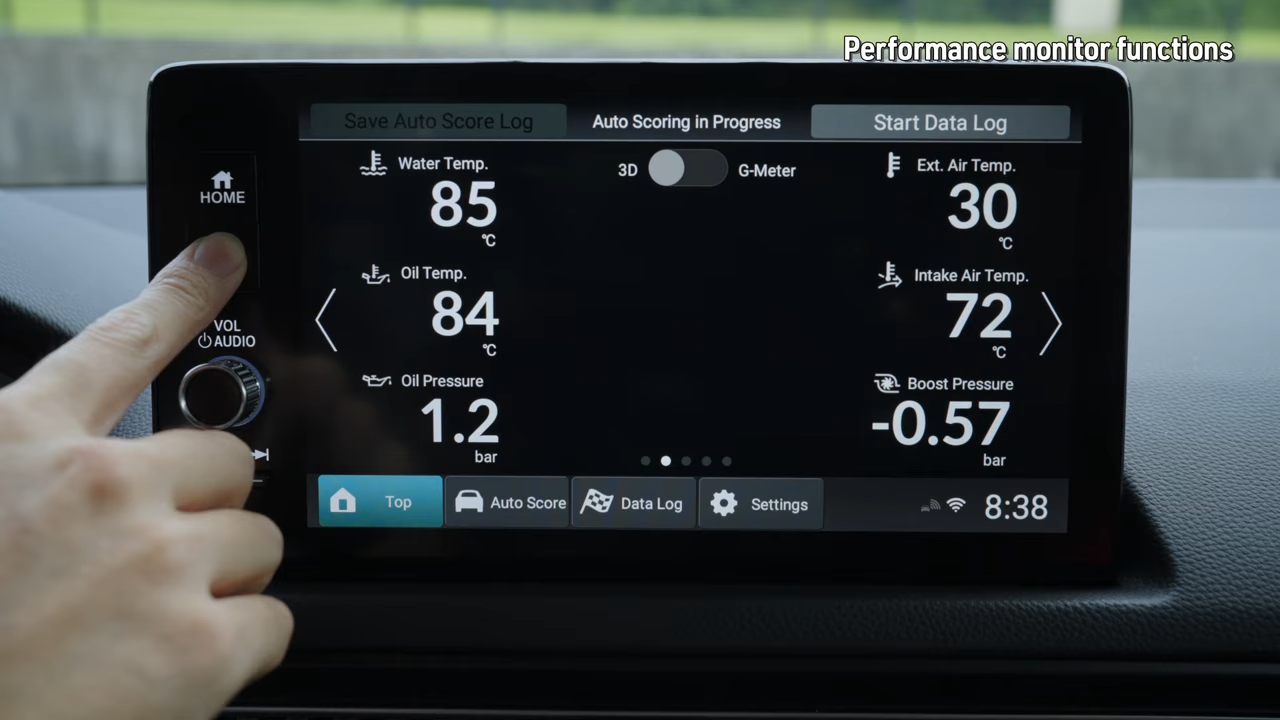 Performance monitor functions
Save Auto Score Log
Auto Scoring in Progress
Start Data Log
HOME
VOL
AUDIO
Water Temp.
85
℃
3D
G-Meter
Ext. Air Temp.
30
℃
Oil Temp.
84
℃
Intake Air Temp.
72
℃
Oil Pressure
1.2
bar
Boost Pressure
-0.57
bar
Top
Auto Score
Data Log
Settings
8:38